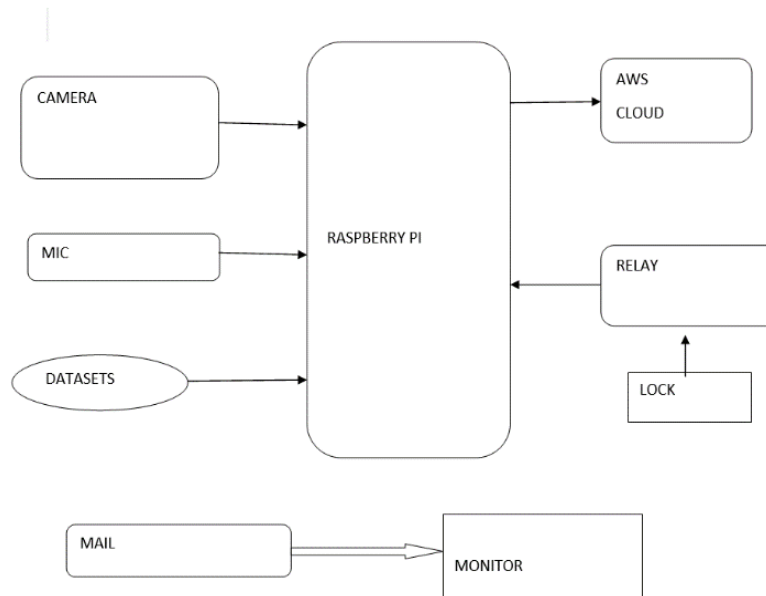 CAMERA
AWS
CLOUD
MIC
RASPBERRY PI
RELAY
DATASETS
LOCK
MAIL
MONITOR